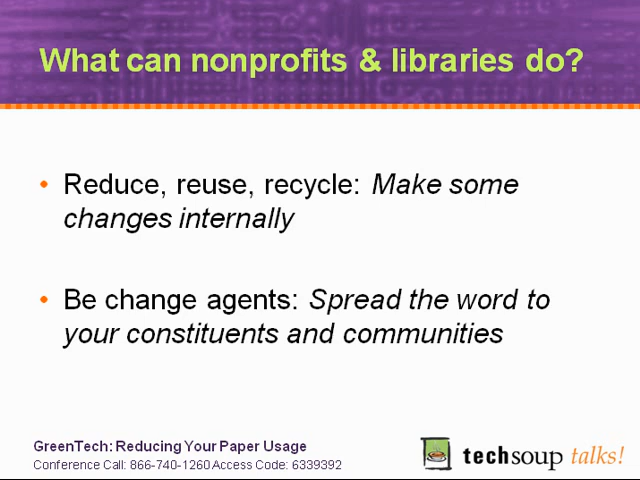 What can nonprofits & libraries do?
• Reduce, reuse, recycle: Make some
changes internally
• Be change agents: Spread the word to
your constituents and communities
GreenTech: Reducing Your Paper Usage
Conference Call: 866-740-1260 Access Code: 6339392
techsoup talks!